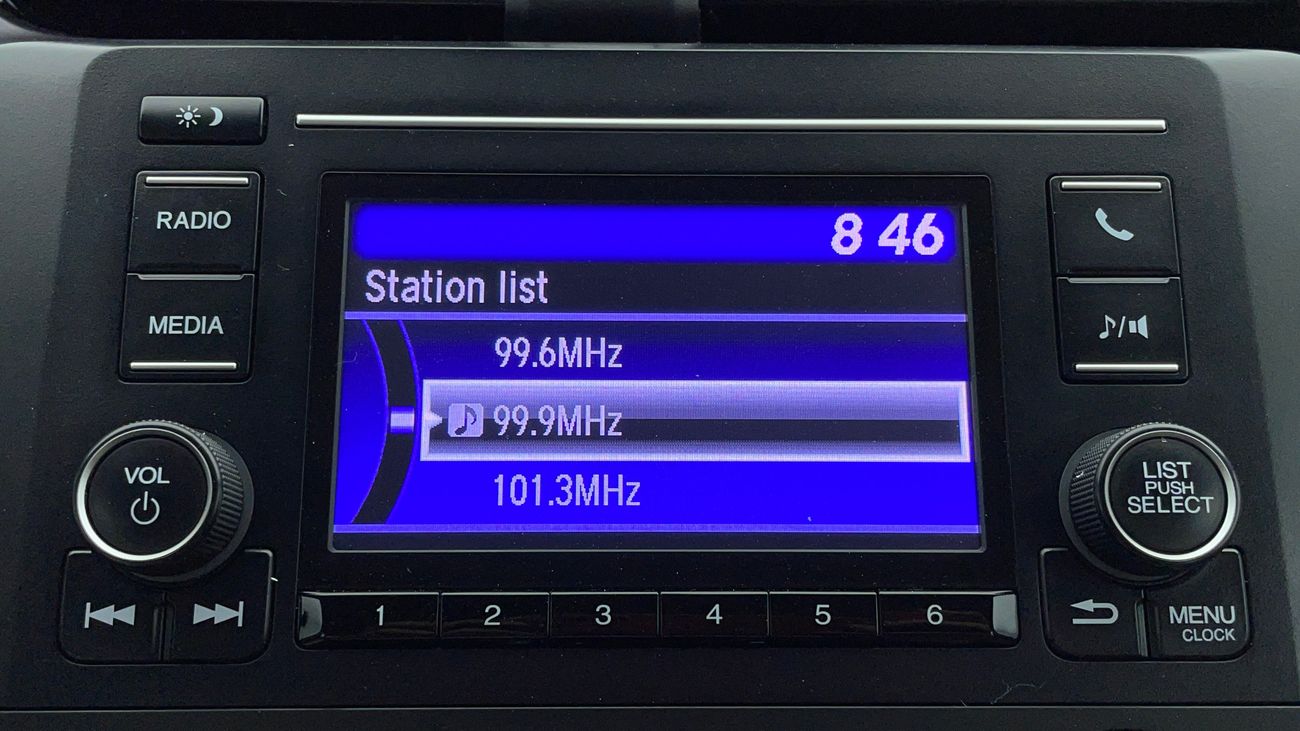 8 46
RADIO
Station list
MEDIA
99.6MHz
99.9MHz
101.3MHz
VOL
LIST
PUSH
SELECT
1 2 3 4 5 6
MENU
CLOCK